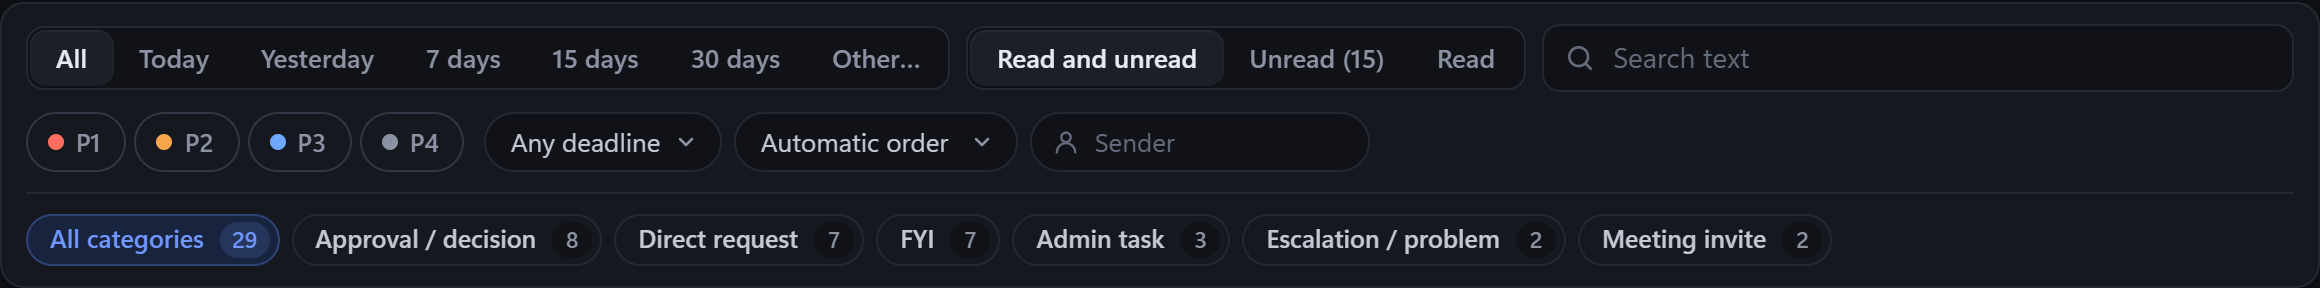 All Today Yesterday 7 days 15 days 30 days Other... Read and unread Unread (15) Read Search text
P1 P2 P3 P4 Any deadline Automatic order Sender
All categories 29 Approval / decision 8 Direct request 7 FYI 7 Admin task 3 Escalation / problem 2 Meeting invite 2